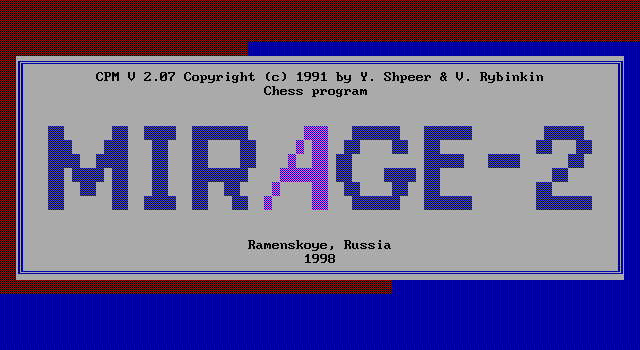 CPM V 2.07 Copyright (c) 1991 by Y. Shpeer & V. Rybinkin
Chess program
MIRAGE-2
Ramenskoye, Russia
1998